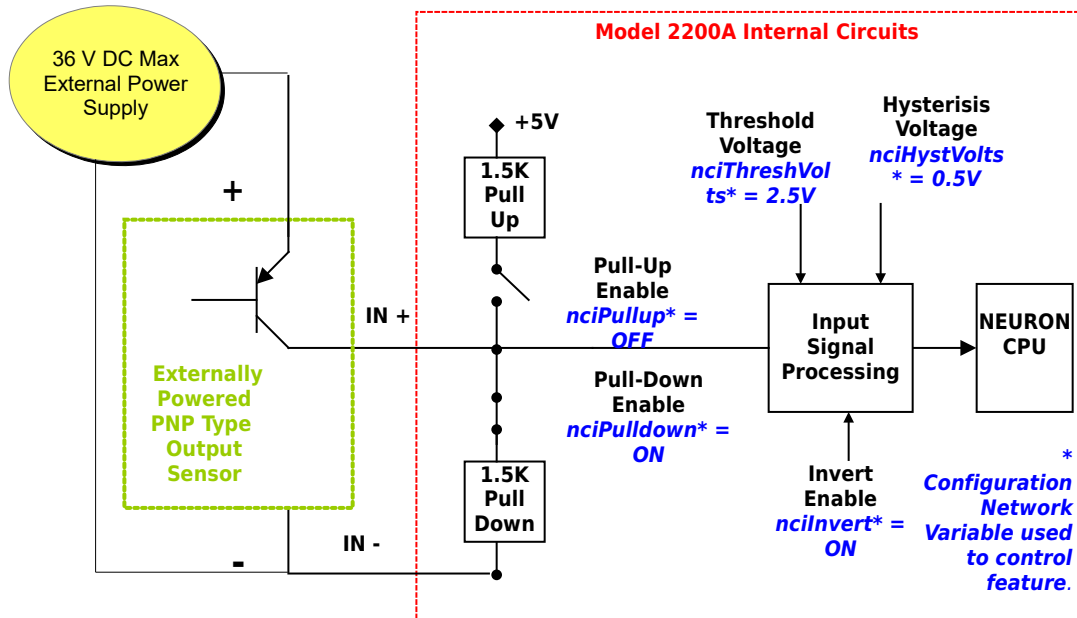 36 V DC Max
External Power
Supply
Model 2200A Internal Circuits
+5V
1.5K
Pull
Up
Threshold
Voltage
nciThreshVol
ts* = 2.5V
Hysterisis
Voltage
nciHystVolts
* = 0.5V
+
Pull-Up
Enable
nciPullup* =
OFF
IN +
Input
Signal
Processing
NEURON
CPU
Externally
Powered
PNP Type
Output
Sensor
Pull-Down
Enable
nciPulldown* =
ON
1.5K
Pull
Down
Invert
Enable
nciInvert* =
ON
*
Configuration
Network
Variable used
to control
feature.
IN -
-